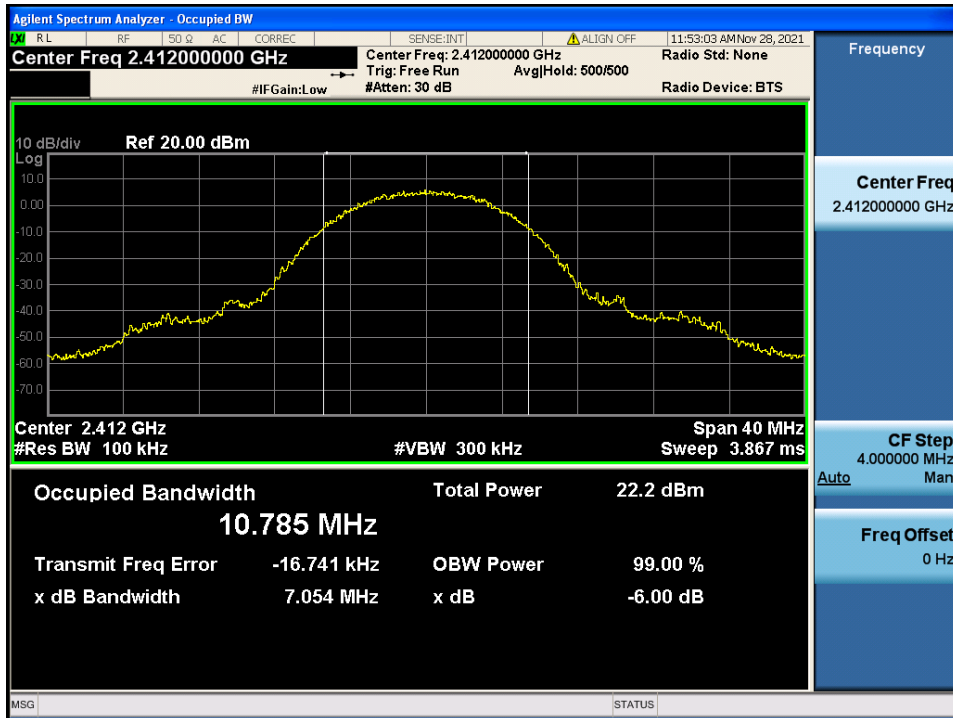 Agilent Spectrum Analyzer - Occupied BW
LXI RL RF 50 Ω AC CORREC SENSE:INT ALIGN OFF 11:53:03 AM Nov 28, 2021
Center Freq 2.412000000 GHz
Center Freq: 2.412000000 GHz
Radio Std: None
Trig: Free Run Avg|Hold: 500/500
#IFGain:Low
#Atten: 30 dB
Radio Device: BTS
10 dB/div Ref 20.00 dBm
Log
10.0
0.00
-10.0
-20.0
-30.0
-40.0
-50.0
-60.0
-70.0
Center 2.412 GHz
Span 40 MHz
#Res BW 100 kHz
#VBW 300 kHz
Sweep 3.867 ms
Occupied Bandwidth
10.785 MHz
Total Power 22.2 dBm
Transmit Freq Error -16.741 kHz
OBW Power 99.00 %
x dB Bandwidth 7.054 MHz
x dB -6.00 dB
Frequency
Center Freq
2.412000000 GHz
CF Step
4.000000 MHz
Auto Man
Freq Offset
0 Hz
MSG
STATUS